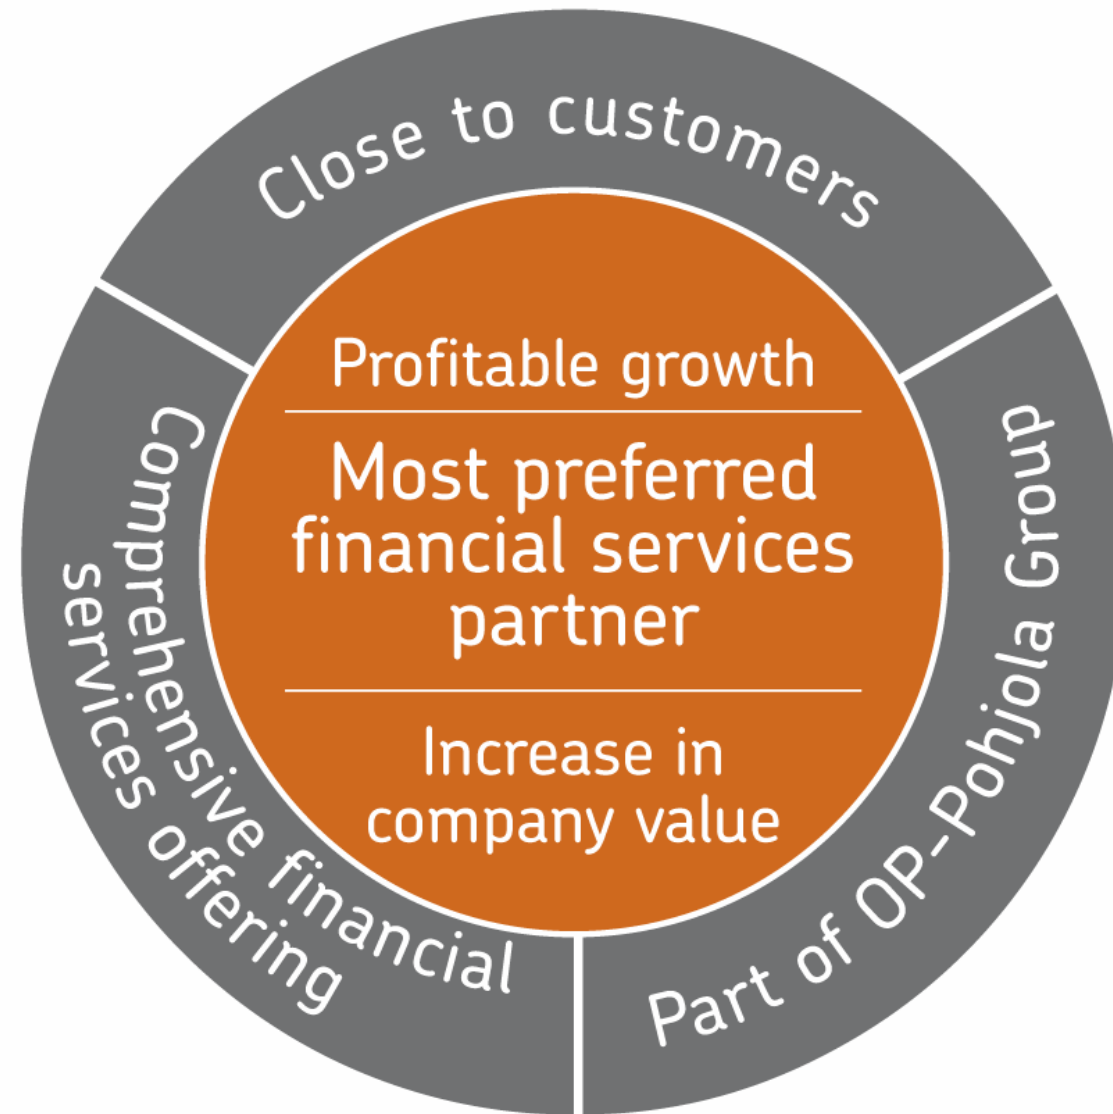 Close to customers
Profitable growth
Most preferred
financial services
partner
Increase in
company value
Comprehensive financial
services offering
Part of OP-Pohjola Group